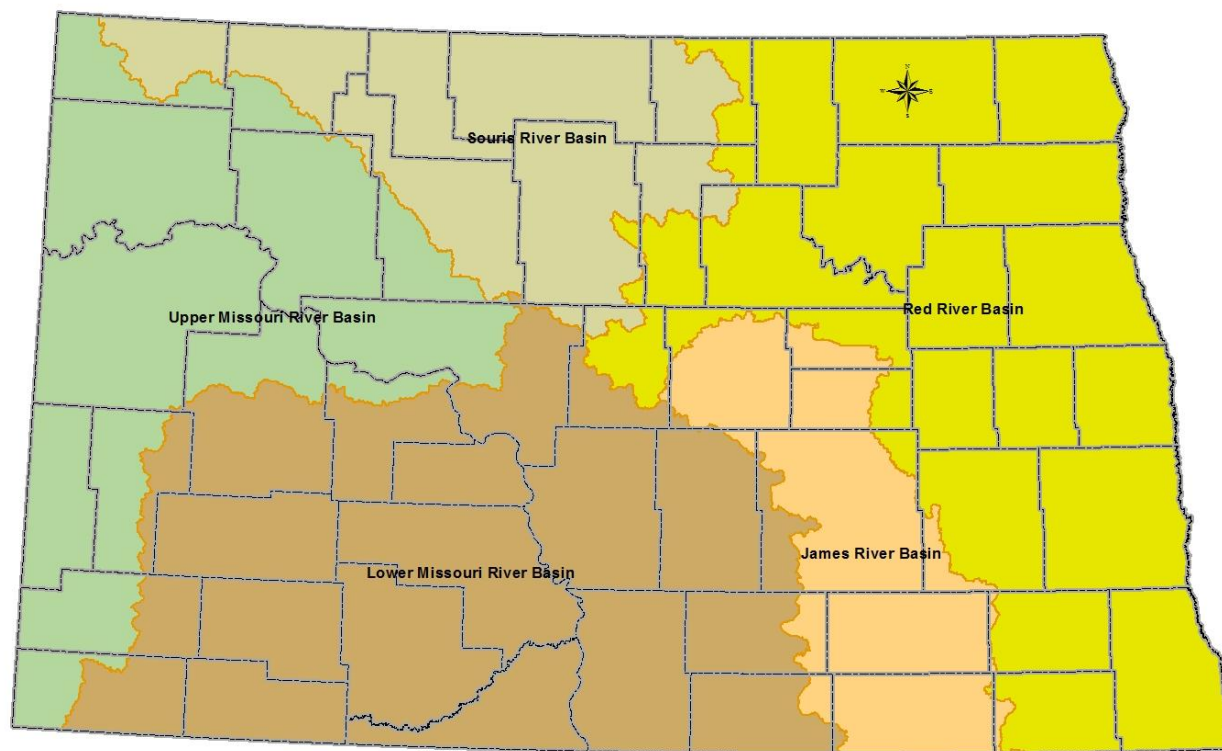 Souris River Basin
Upper Missouri River Basin
Red River Basin
James River Basin
Lower Missouri River Basin